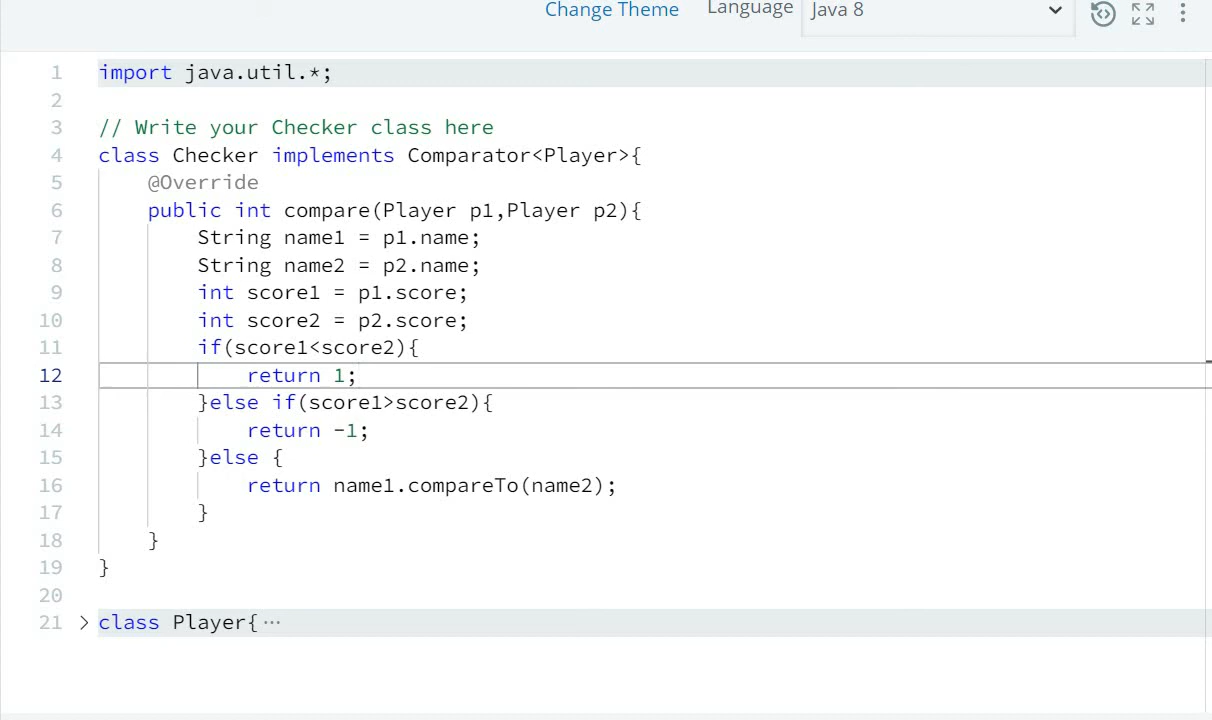 Change Theme Language Java 8
1 import java.util.*;
2
3 // Write your Checker class here
4 class Checker implements Comparator<Player>{
5 @Override
6 public int compare(Player p1,Player p2){
7 String name1 = p1.name;
8 String name2 = p2.name;
9 int score1 = p1.score;
10 int score2 = p2.score;
11 if(score1<score2){
12 return 1;
13 }else if(score1>score2){
14 return -1;
15 }else {
16 return name1.compareTo(name2);
17 }
18 }
19 }
20
21 class Player{···